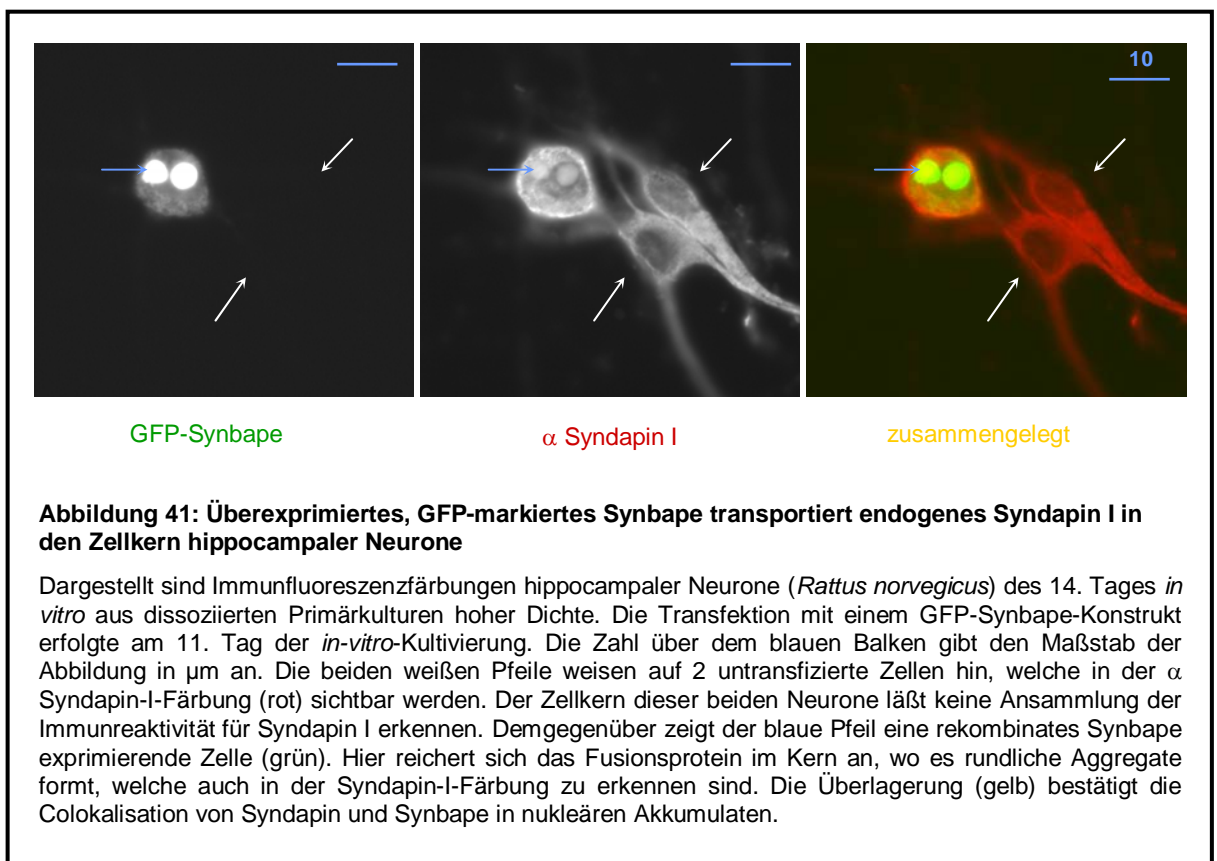 10
GFP-Synbape
α Syndapin I
zusammengelegt
Abbildung 41: Überexprimiertes, GFP-markiertes Synbape transportiert endogenes Syndapin I in
den Zellkern hippocampaler Neurone
Dargestellt sind Immunfluoreszenzfärbungen hippocampaler Neurone (Rattus norvegicus) des 14. Tages in
vitro aus dissoziierten Primärkulturen hoher Dichte. Die Transfektion mit einem GFP-Synbape-Konstrukt
erfolgte am 11. Tag der in-vitro-Kultivierung. Die Zahl über dem blauen Balken gibt den Maßstab der
Abbildung in µm an. Die beiden weißen Pfeile weisen auf 2 untransfizierte Zellen hin, welche in der α
Syndapin-I-Färbung (rot) sichtbar werden. Der Zellkern dieser beiden Neurone läßt keine Ansammlung der
Immunreaktivität für Syndapin I erkennen. Demgegenüber zeigt der blaue Pfeil eine rekombinates Synbape
exprimierende Zelle (grün). Hier reichert sich das Fusionsprotein im Kern an, wo es rundliche Aggregate
formt, welche auch in der Syndapin-I-Färbung zu erkennen sind. Die Überlagerung (gelb) bestätigt die
Colokalisation von Syndapin und Synbape in nukleären Akkumulaten.